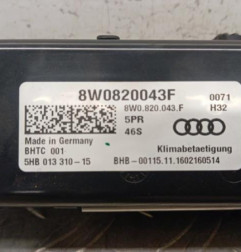 8W0820043F 0071
8W0.820.043.F H32
5PR
46S
Made in Germany
BHTC 001 Klimabetaetigung
5HB 013 310-15 BHB-00115.11.1602160514